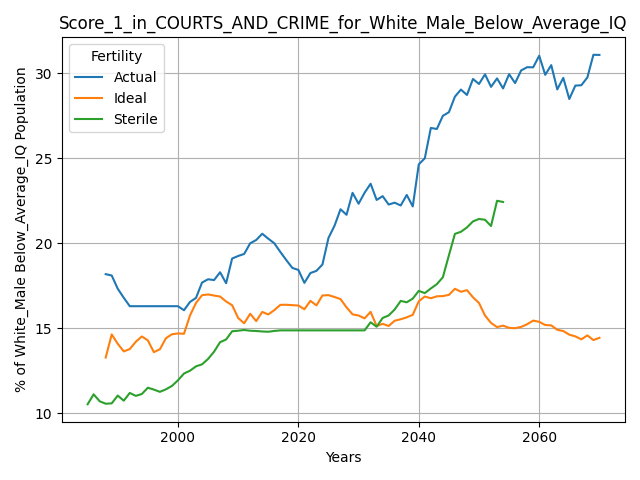 Score_1_in_COURTS_AND_CRIME_for_White_Male_Below_Average_IQ
Fertility
Actual
Ideal
Sterile
% of White_Male Below_Average_IQ Population
30
25
20
15
10
2000 2020 2040 2060
Years